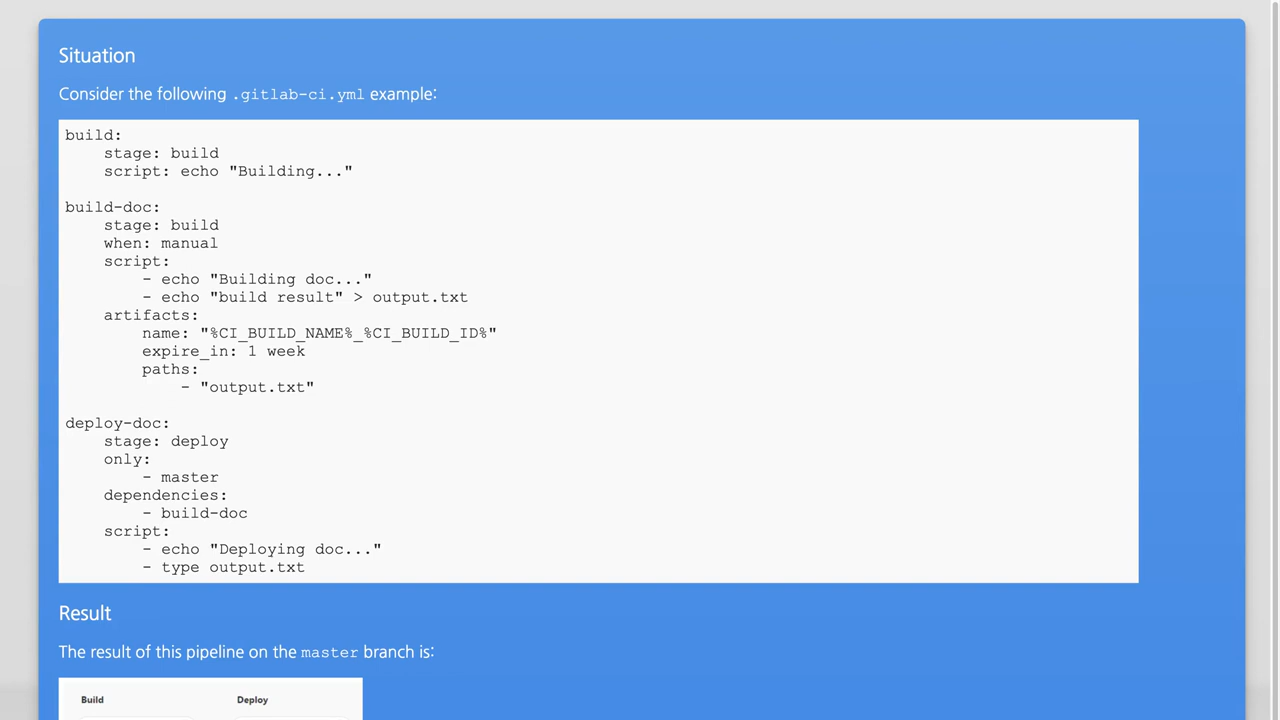 Situation
Consider the following .gitlab-ci.yml example:
build:
    stage: build
    script: echo "Building..."

build-doc:
    stage: build
    when: manual
    script:
        - echo "Building doc..."
        - echo "build result" > output.txt
    artifacts:
        name: "%CI_BUILD_NAME%_%CI_BUILD_ID%"
        expire_in: 1 week
        paths:
            - "output.txt"

deploy-doc:
    stage: deploy
    only:
        - master
    dependencies:
        - build-doc
    script:
        - echo "Deploying doc..."
        - type output.txt
Result
The result of this pipeline on the master branch is:
Build Deploy